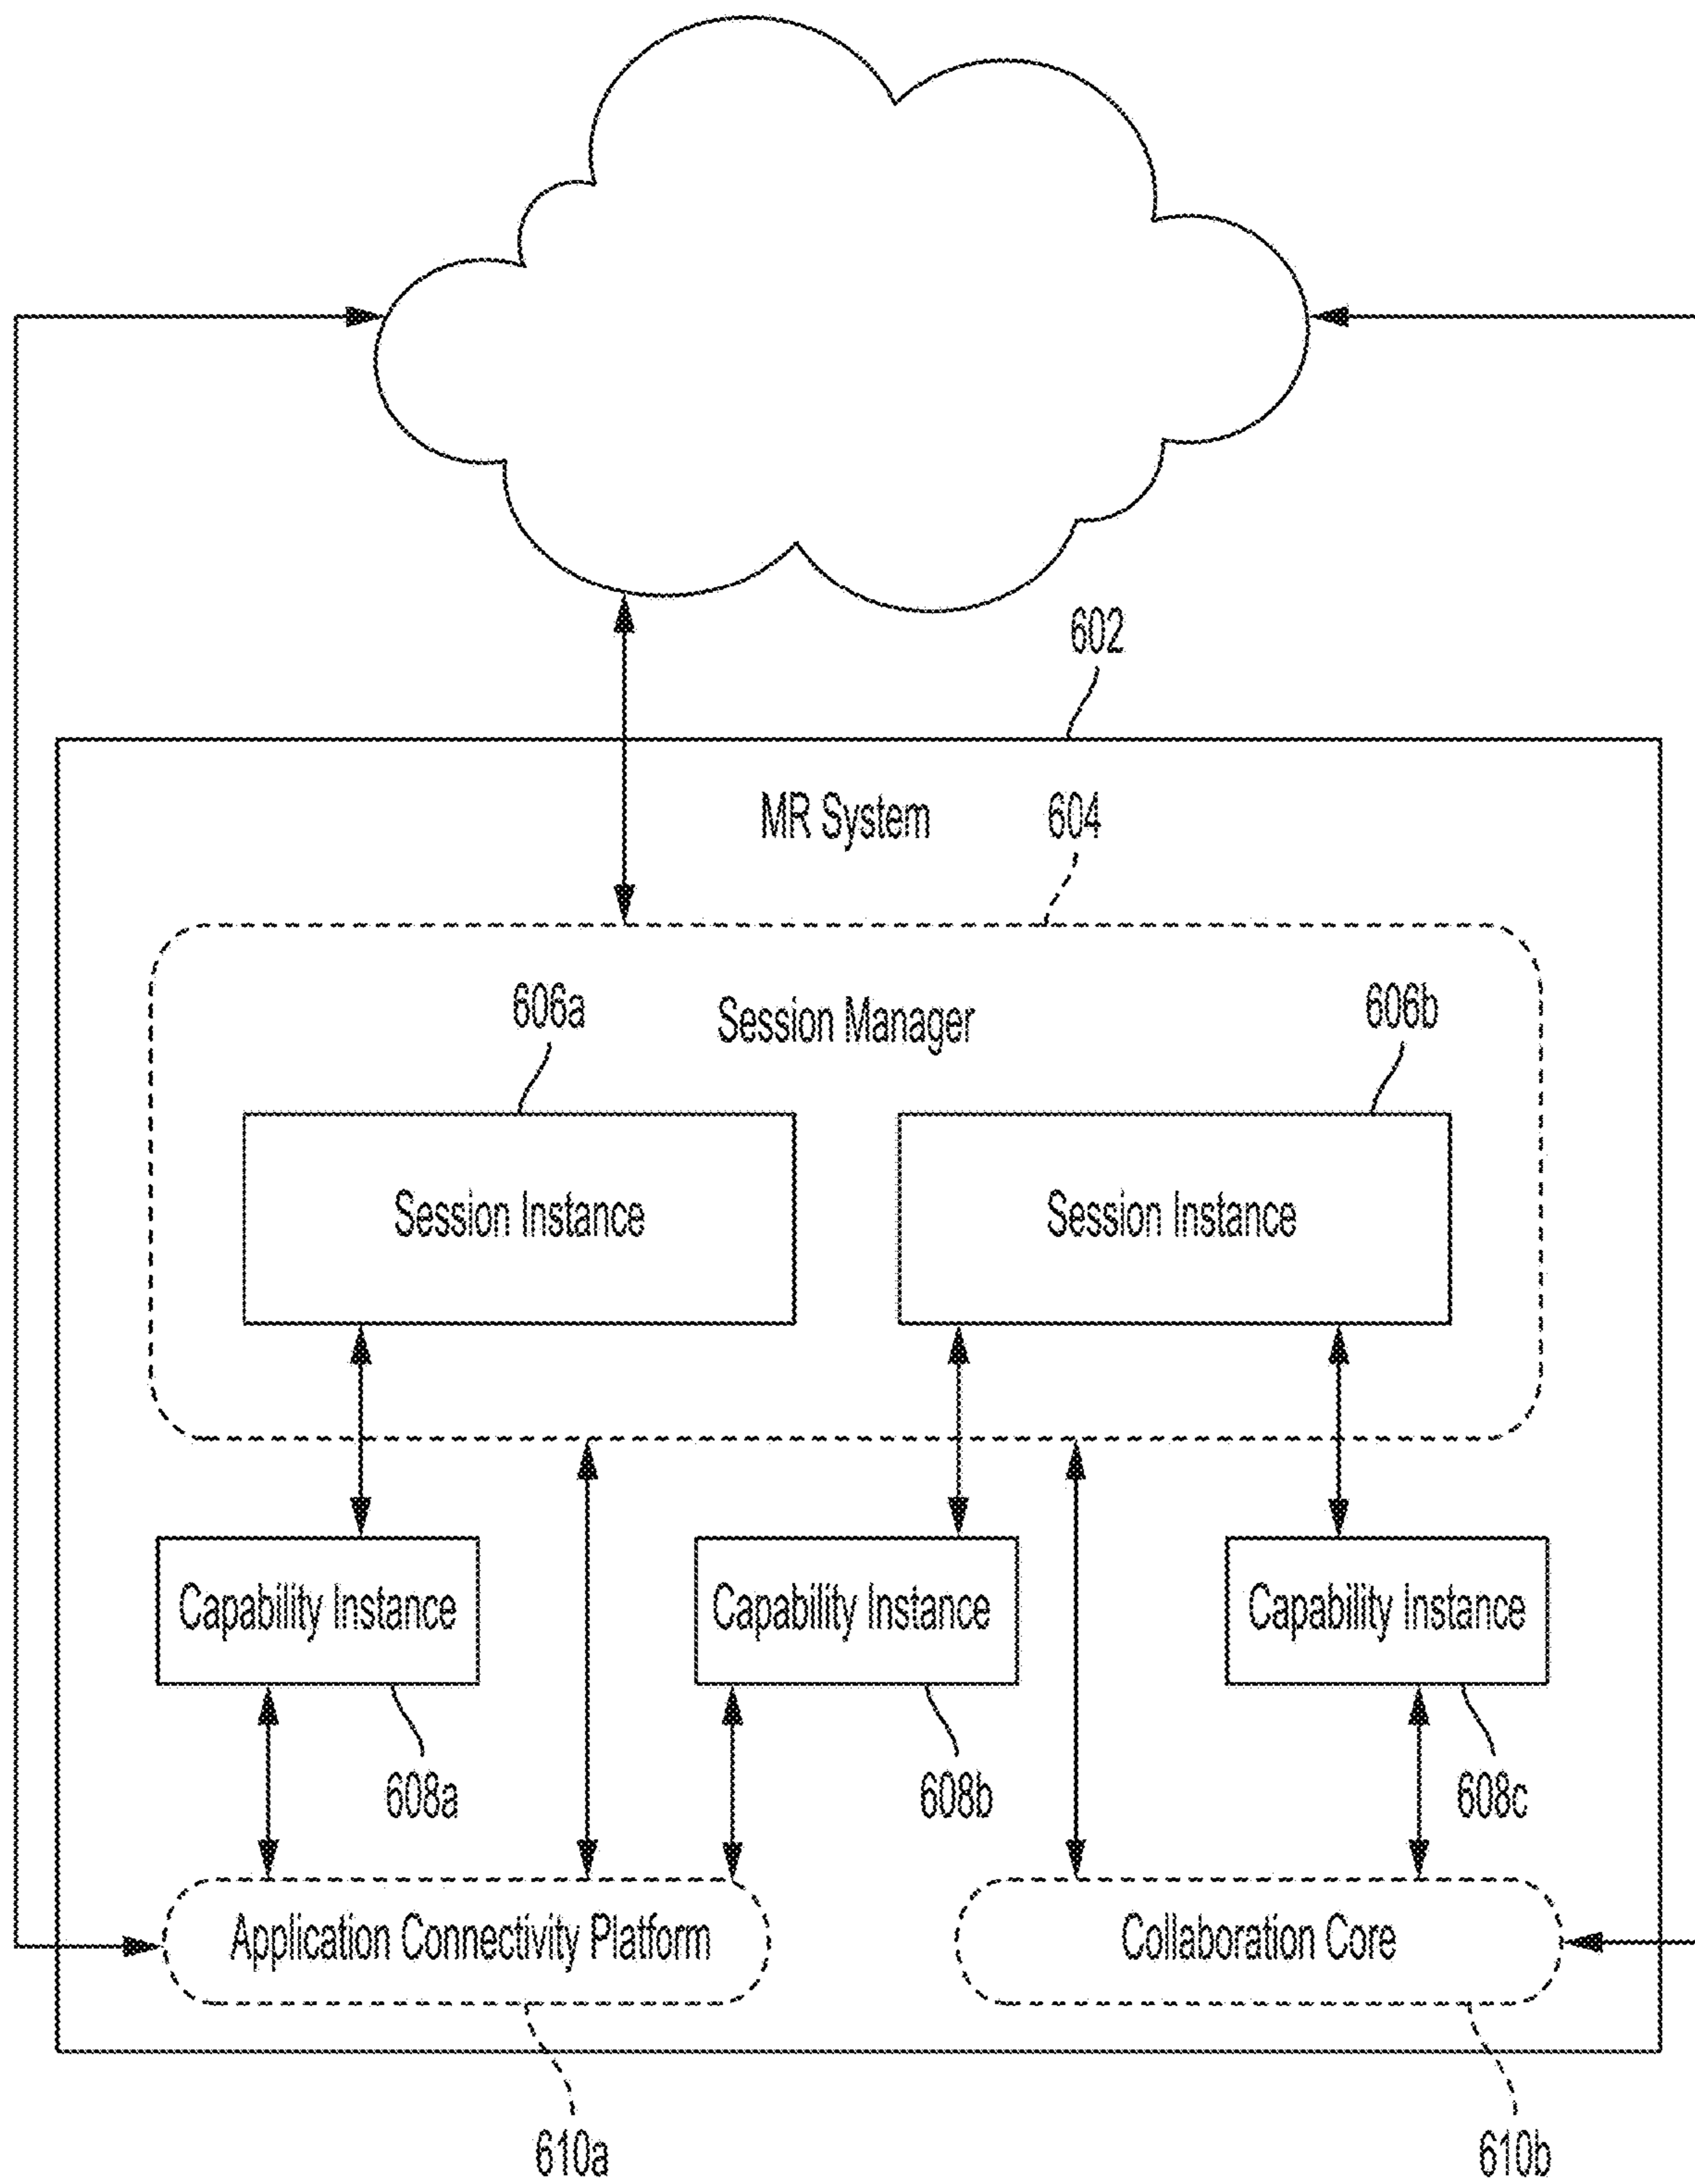 602
MR System
604
606a
Session Manager
606b
Session Instance
Session Instance
Capability Instance
Capability Instance
Capability Instance
608a
608b
608c
Application Connectivity Platform
Collaboration Core
610a
610b